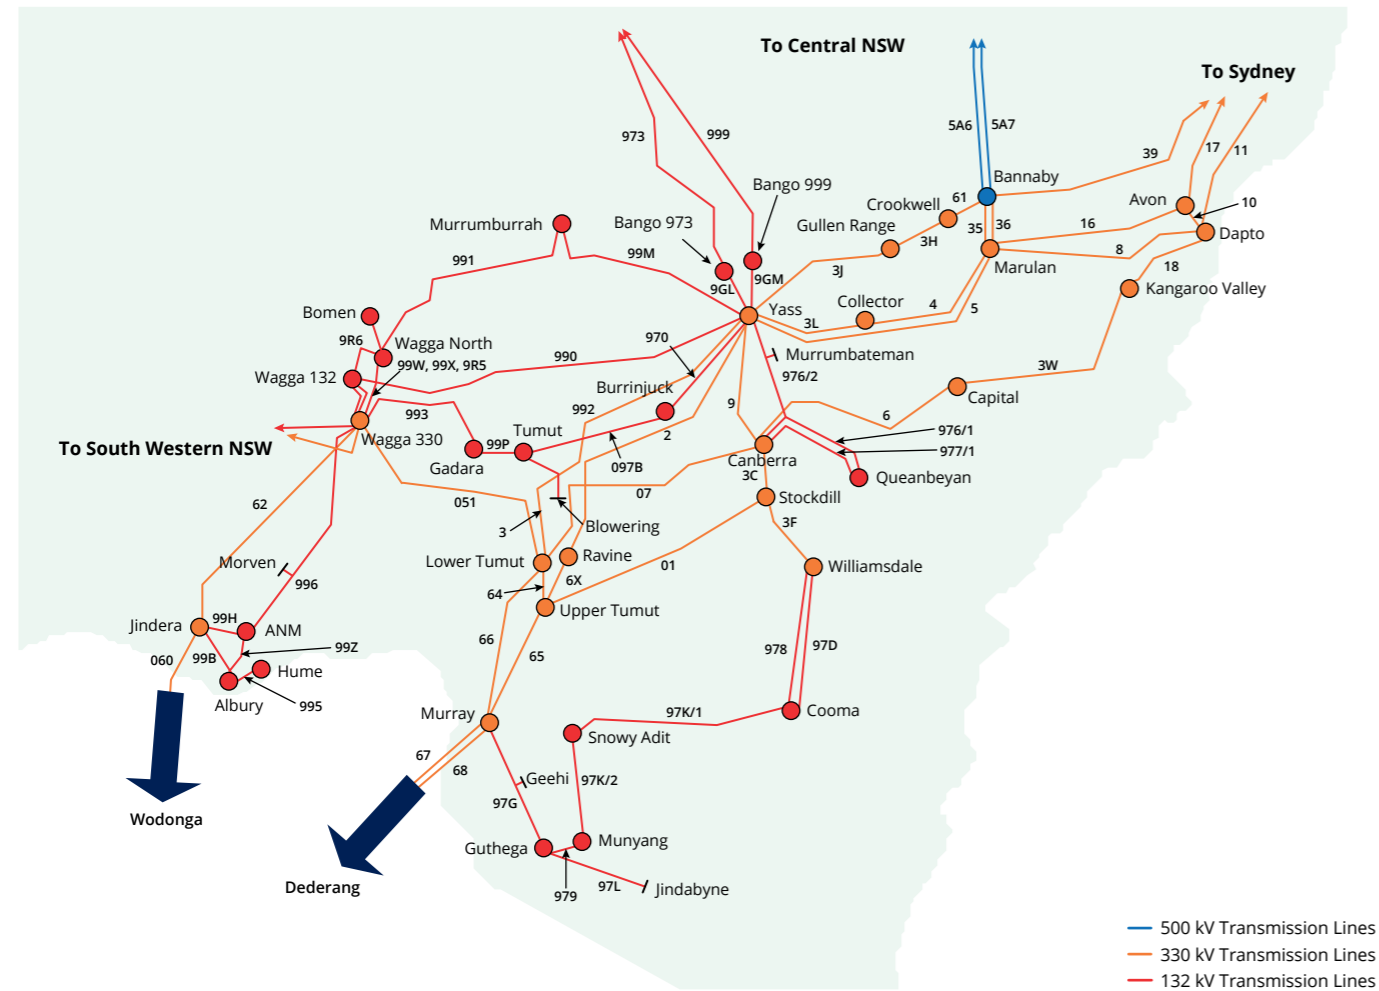 To Central NSW
To Sydney
973
999
5A6
5A7
39
17
11
Bango 999
Bannaby
Crookwell
61
Avon
10
Murrumburrah
Bango 973
Gullen Range
35
36
16
Dapto
3H
8
99M
991
9GL
9GM
3J
Marulan
18
Kangaroo Valley
Bomen
Yass
Collector
4
5
3L
9R6
Wagga North
970
Murrumbateman
990
99W, 99X, 9R5
976/2
3W
Wagga 132
Burrinjuck
Capital
993
992
9
6
976/1
Tumut
2
To South Western NSW
Wagga 330
99P
977/1
Gadara
097B
Canberra
3C
Queanbeyan
07
Stockdill
62
051
3
Blowering
3F
Morven
Lower Tumut
Ravine
01
Williamsdale
996
64
6X
Upper Tumut
99H
Jindera
ANM
66
978
97D
060
99B
99Z
65
Hume
Albury
995
Murray
97K/1
Cooma
Snowy Adit
67
68
Geehi
97K/2
97G
Wodonga
Guthega
Munyang
Dederang
979
97L
Jindabyne
500 kV Transmission Lines
330 kV Transmission Lines
132 kV Transmission Lines